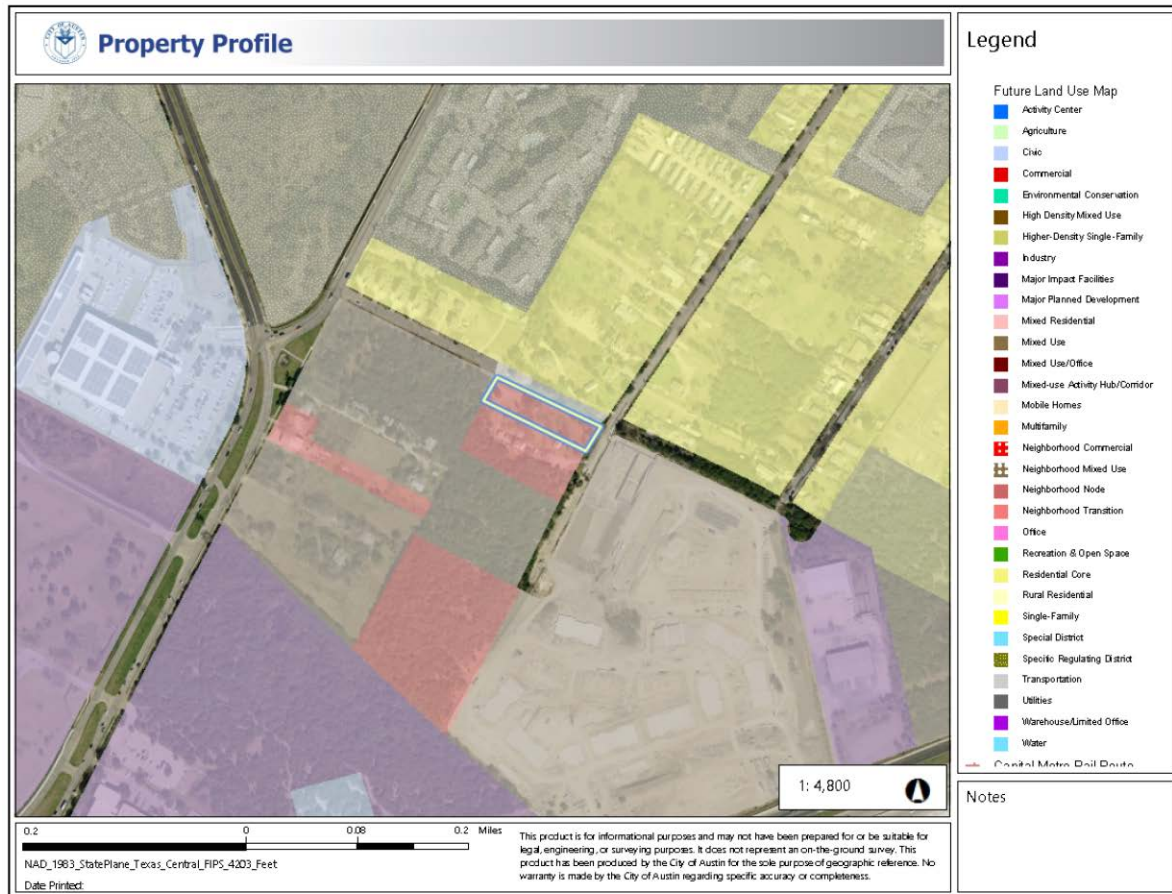 CITY OF AUSTIN
Property Profile
Legend
Future Land Use Map
Activity Center
Agriculture
Civic
Commercial
Environmental Conservation
High Density Mixed Use
Higher-Density Single-Family
Industry
Major Impact Facilities
Major Planned Development
Mixed Residential
Mixed Use
Mixed Use/Office
Mixed-use Activity Hub/Corridor
Mobile Homes
Multifamily
Neighborhood Commercial
Neighborhood Mixed Use
Neighborhood Node
Neighborhood Transition
Office
Recreation & Open Space
Residential Core
Rural Residential
Single-Family
Special District
Specific Regulating District
Transportation
Utilities
Warehouse/Limited Office
Water
Capital Metro Rail Route
1: 4,800
Notes
0.2 0 0.08 0.2 Miles
NAD_1983_StatePlane_Texas_Central_FIPS_4203_Feet
Date Printed:
This product is for informational purposes and may not have been prepared for or be suitable for
legal, engineering, or surveying purposes. It does not represent an on-the-ground survey. This
product has been produced by the City of Austin for the sole purpose of geographic reference. No
warranty is made by the City of Austin regarding specific accuracy or completeness.